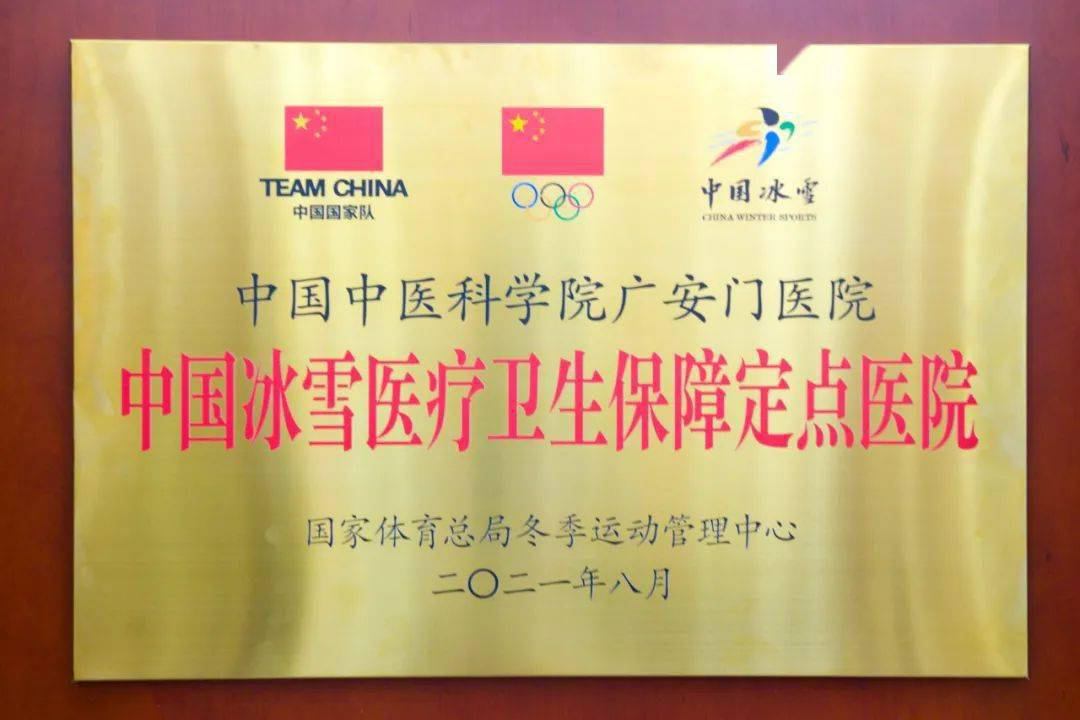 TEAM CHINA
中国国家队
中国冰雪
CHINA WINTER SPORTS
中国中医科学院广安门医院
中国冰雪医疗卫生保障定点医院
国家体育总局冬季运动管理中心
二〇二一年八月